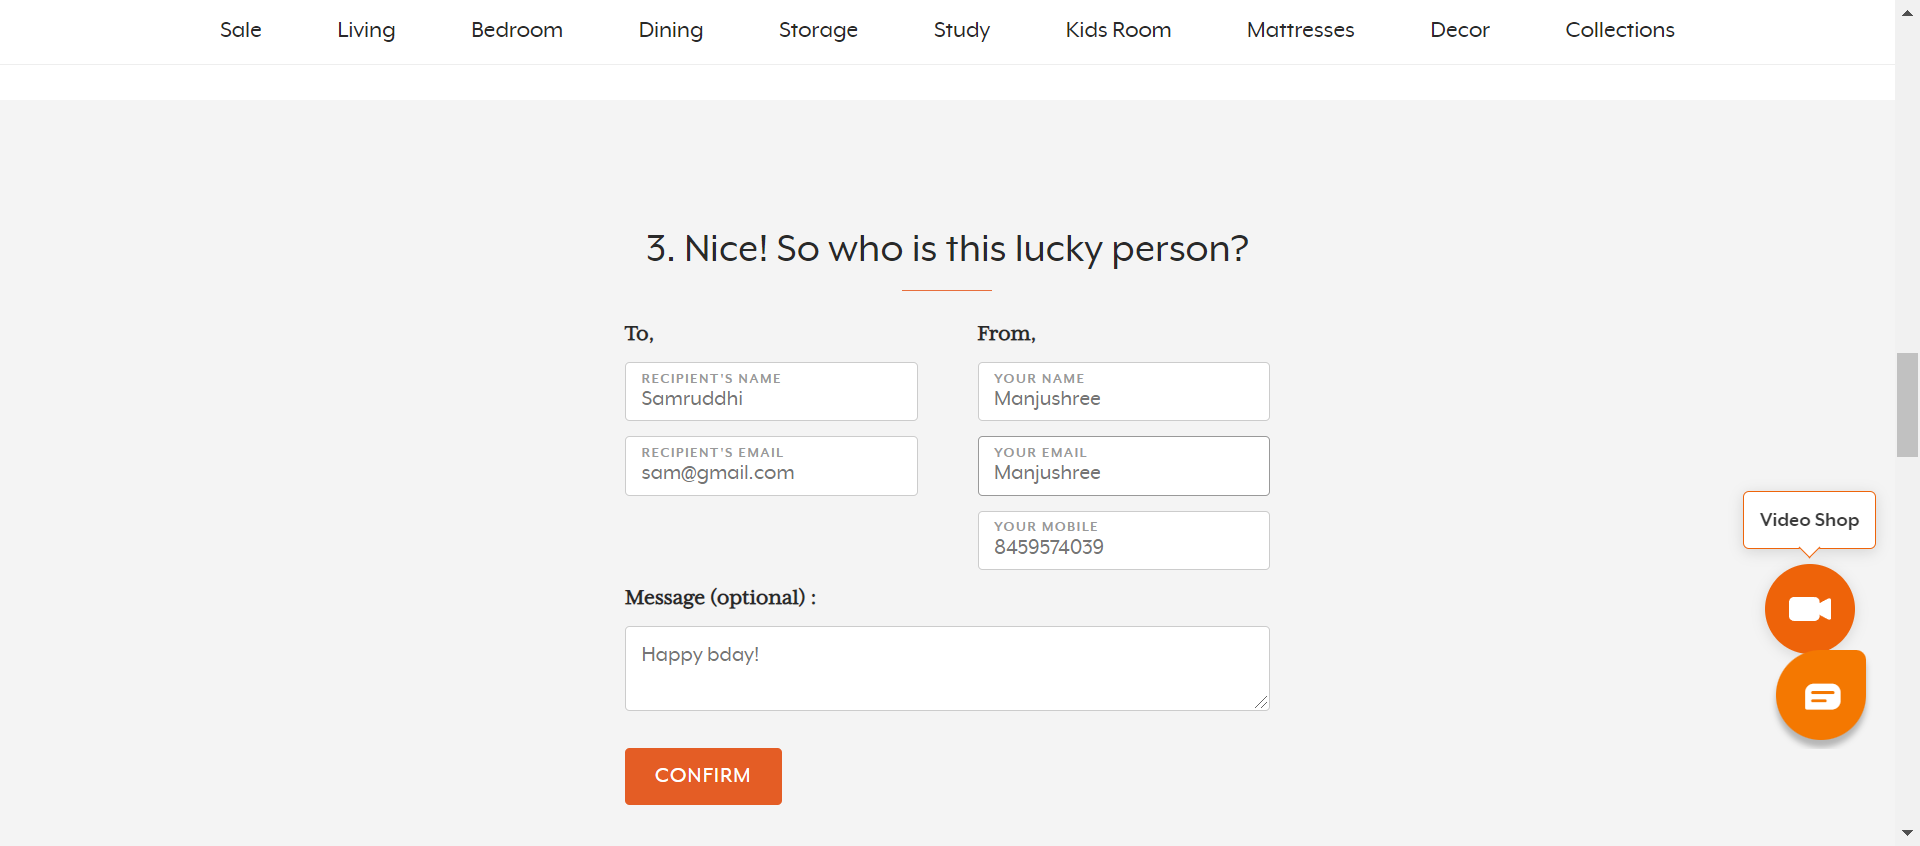 Sale Living Bedroom Dining Storage Study Kids Room Mattresses Decor Collections
3. Nice! So who is this lucky person?
To,
RECIPIENT'S NAME
Samruddhi
RECIPIENT'S EMAIL
sam@gmail.com
From,
YOUR NAME
Manjushree
YOUR EMAIL
Manjushree
YOUR MOBILE
8459574039
Message (optional) :
Happy bday!
CONFIRM
Video Shop